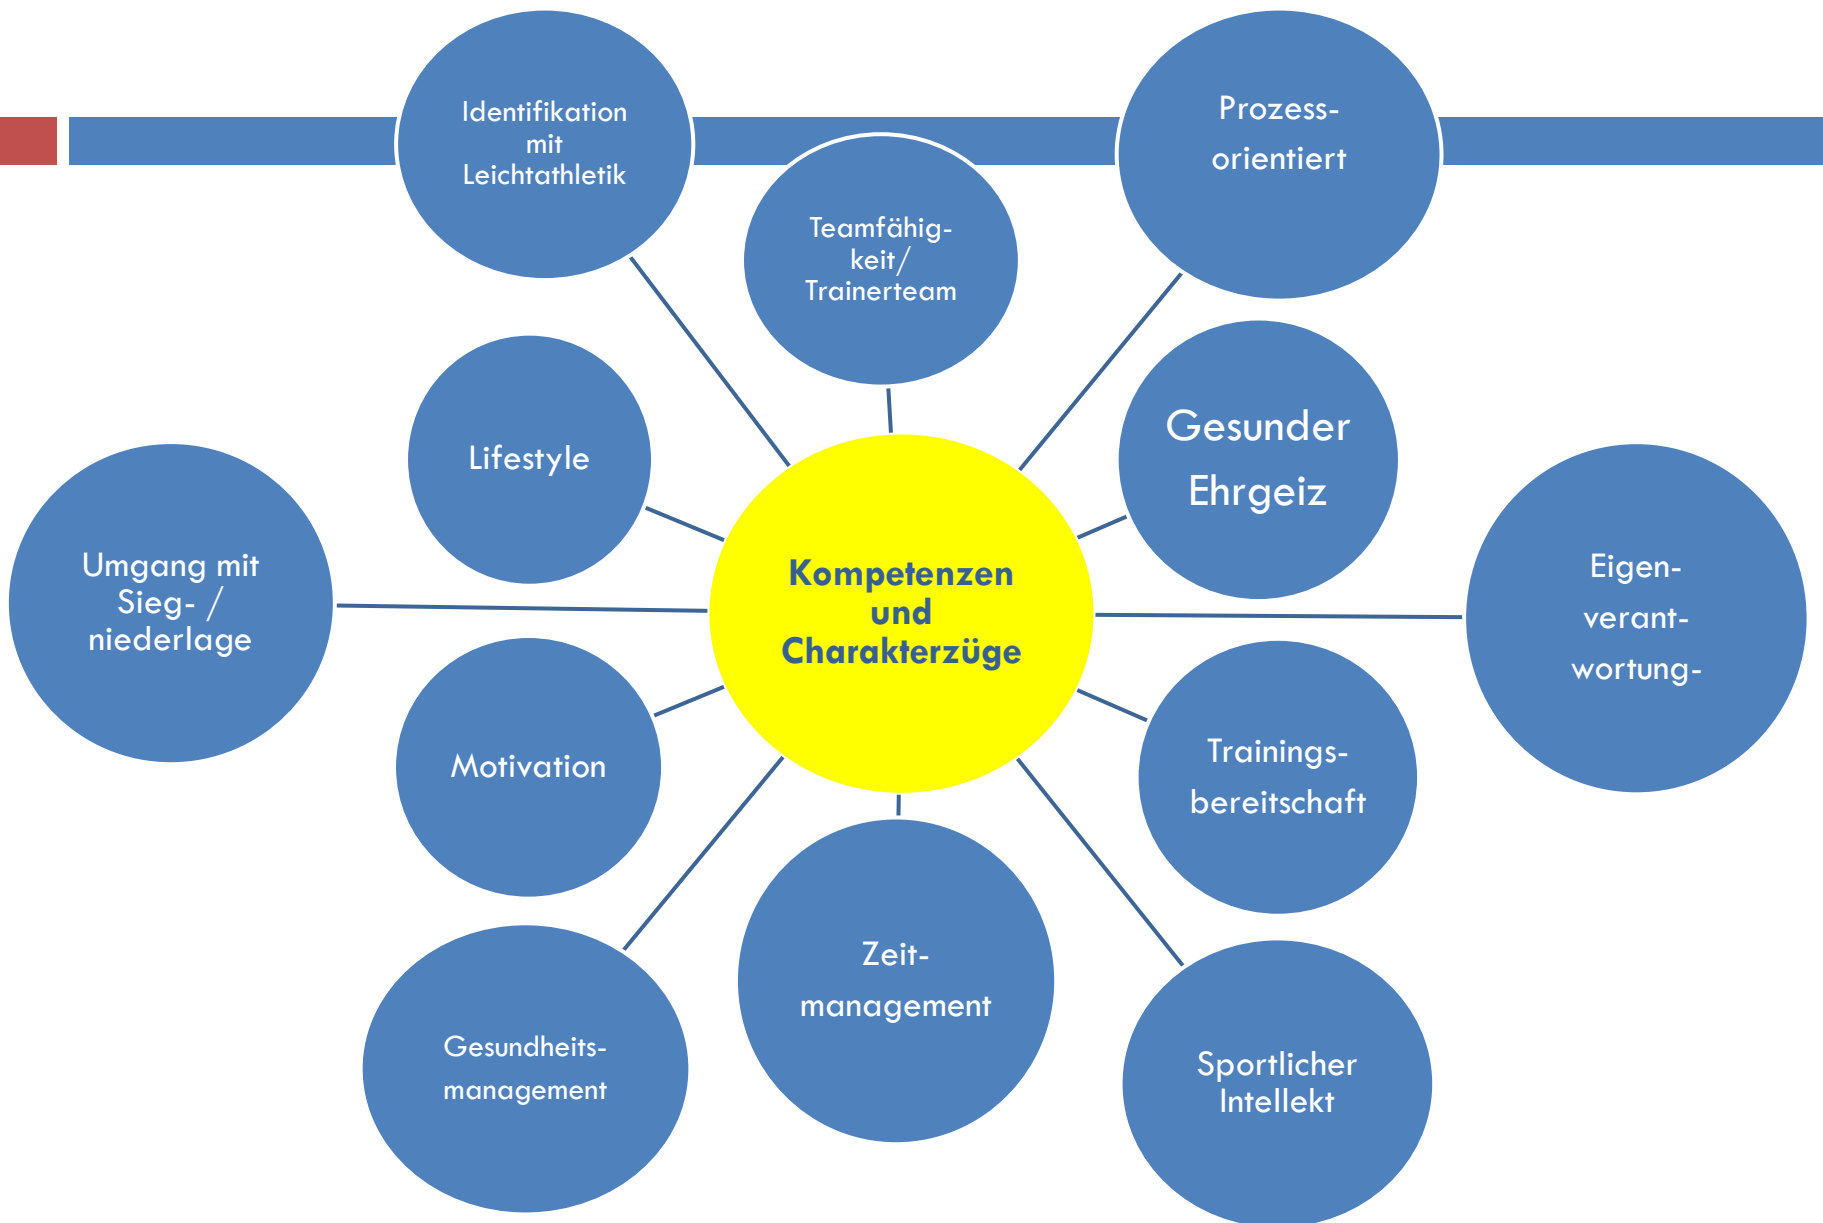 Identifikation
mit
Leichtathletik
Teamfähig-
keit/
Trainerteam
Prozess-
orientiert
Lifestyle
Gesunder
Ehrgeiz
Umgang mit
Sieg- /
niederlage
Kompetenzen
und
Charakterzüge
Eigen-
verant-
wortung-
Motivation
Trainings-
bereitschaft
Gesundheits-
management
Zeit-
management
Sportlicher
Intellekt